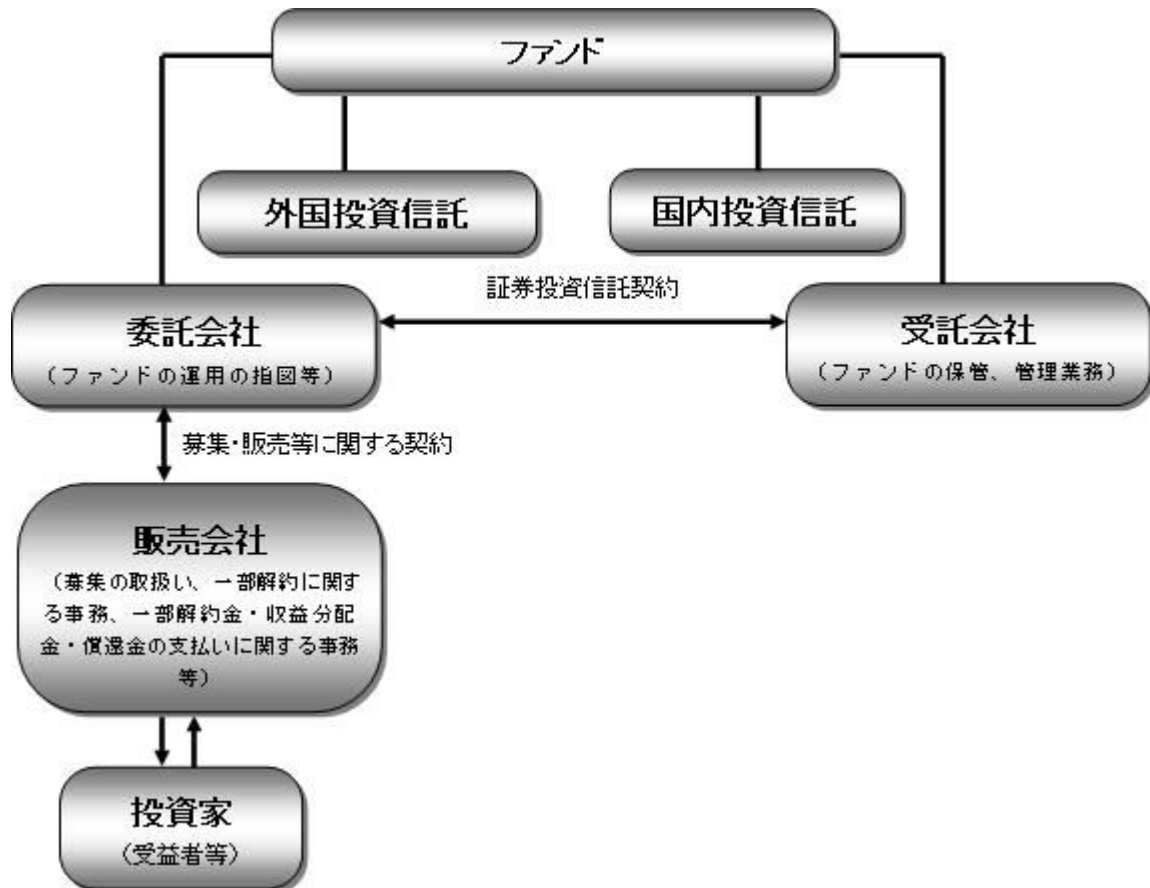 ファンド
外国投資信託
国内投資信託
証券投資信託契約
委託会社
（ファンドの運用の指図等）
受託会社
（ファンドの保管、管理業務）
募集・販売等に関する契約
販売会社
（募集の取扱い、一部解約に関す
る事務、一部解約金・収益分配
金・償還金の支払いに関する事務
等）
投資家
（受益者等）